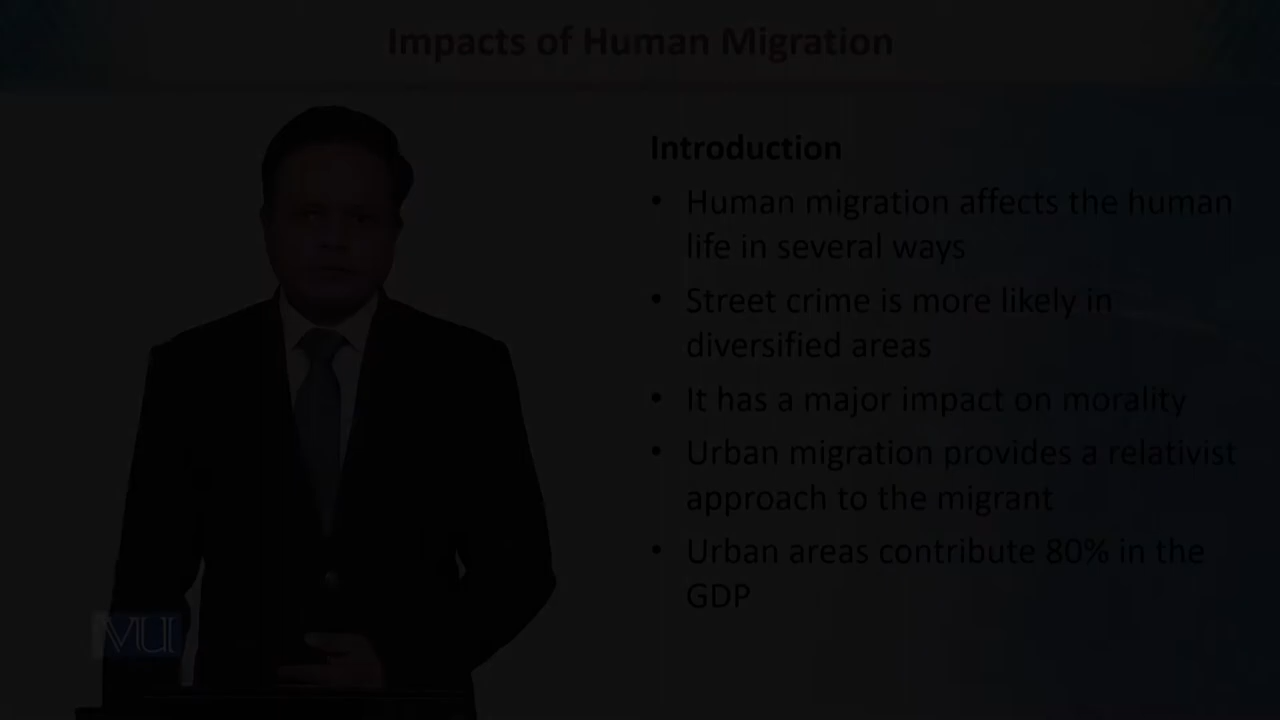 Impacts of Human Migration
Introduction
• Human migration affects the human
life in several ways
• Street crime is more likely in
diversified areas
• It has a major impact on morality
• Urban migration provides a relativist
approach to the migrant
• Urban areas contribute 80% in the
GDP
VU